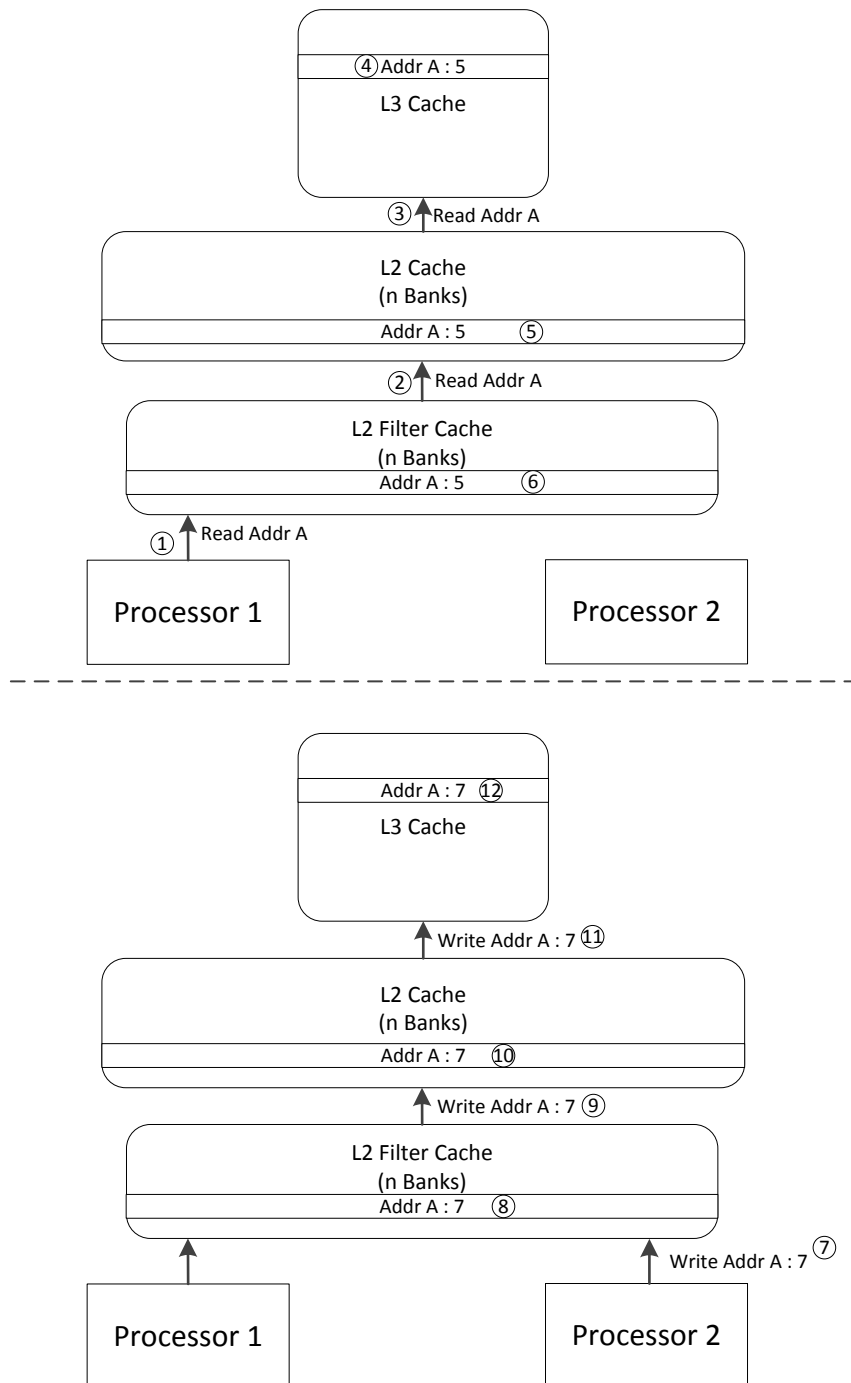 ④ Addr A : 5
L3 Cache
③ Read Addr A
L2 Cache
(n Banks)
Addr A : 5 ⑤
② Read Addr A
L2 Filter Cache
(n Banks)
Addr A : 5 ⑥
① Read Addr A
Processor 1
Processor 2
Addr A : 7 ⑫
L3 Cache
Write Addr A : 7 ⑪
L2 Cache
(n Banks)
Addr A : 7 ⑩
Write Addr A : 7 ⑨
L2 Filter Cache
(n Banks)
Addr A : 7 ⑧
Write Addr A : 7 ⑦
Processor 1
Processor 2